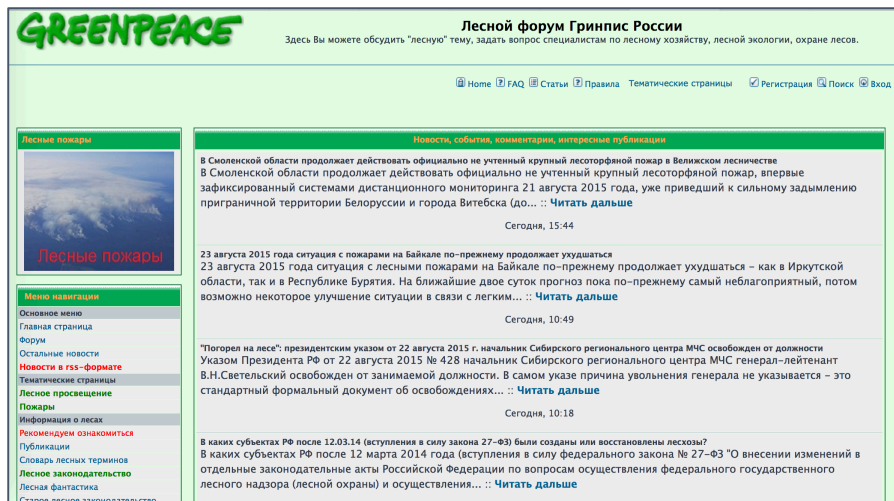 GREENPEACE
Лесной форум Гринпис России
Здесь Вы можете обсудить "лесную" тему, задать вопрос специалистам по лесному хозяйству, лесной экологии, охране лесов.
Home FAQ Статьи Правила Тематические страницы Регистрация Поиск Вход
Лесные пожары
Лесные пожары
Меню навигации
Основное меню
Главная страница
Форум
Остальные новости
Новости в rss-формате
Тематические страницы
Лесное просвещение
Пожары
Информация о лесах
Рекомендуем ознакомиться
Публикации
Словарь лесных терминов
Лесное законодательство
Лесная фантастика
Старое лесное законодательство
Новости, события, комментарии, интересные публикации
В Смоленской области продолжает действовать официально не учтенный крупный лесоторфяной пожар в Велижском лесничестве
В Смоленской области продолжает действовать официально не учтенный крупный лесоторфяной пожар, впервые
зафиксированный системами дистанционного мониторинга 21 августа 2015 года, уже приведший к сильному задымлению
приграничной территории Белоруссии и города Витебска (до... :: Читать дальше
Сегодня, 15:44
23 августа 2015 года ситуация с пожарами на Байкале по-прежнему продолжает ухудшаться
23 августа 2015 года ситуация с лесными пожарами на Байкале по-прежнему продолжает ухудшаться – как в Иркутской
области, так и в Республике Бурятия. На ближайшие двое суток прогноз пока по-прежнему самый неблагоприятный, потом
возможно некоторое улучшение ситуации в связи с легким... :: Читать дальше
Сегодня, 10:49
"Погорел на лесе": президентским указом от 22 августа 2015 г. начальник Сибирского регионального центра МЧС освобожден от должности
Указом Президента РФ от 22 августа 2015 № 428 начальник Сибирского регионального центра МЧС генерал-лейтенант
В.Н.Светельский освобожден от занимаемой должности. В самом указе причина увольнения генерала не указывается – это
стандартный формальный документ об освобождениях... :: Читать дальше
Сегодня, 10:18
В каких субъектах РФ после 12.03.14 (вступления в силу закона 27-ФЗ) были созданы или восстановлены лесхозы?
В каких субъектах РФ после 12 марта 2014 года (вступления в силу федерального закона № 27-ФЗ "О внесении изменений в
отдельные законодательные акты Российской Федерации по вопросам осуществления федерального государственного
лесного надзора (лесной охраны) и осуществления... :: Читать дальше